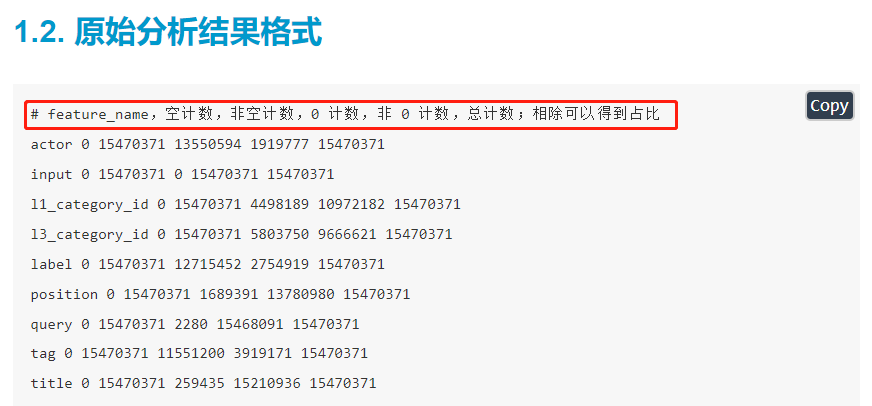 1.2. 原始分析结果格式
Copy
# feature_name，空计数，非空计数，0 计数，非 0 计数，总计数；相除可以得到占比
actor 0 15470371 13550594 1919777 15470371
input 0 15470371 0 15470371 15470371
l1_category_id 0 15470371 4498189 10972182 15470371
l3_category_id 0 15470371 5803750 9666621 15470371
label 0 15470371 12715452 2754919 15470371
position 0 15470371 1689391 13780980 15470371
query 0 15470371 2280 15468091 15470371
tag 0 15470371 11551200 3919171 15470371
title 0 15470371 259435 15210936 15470371